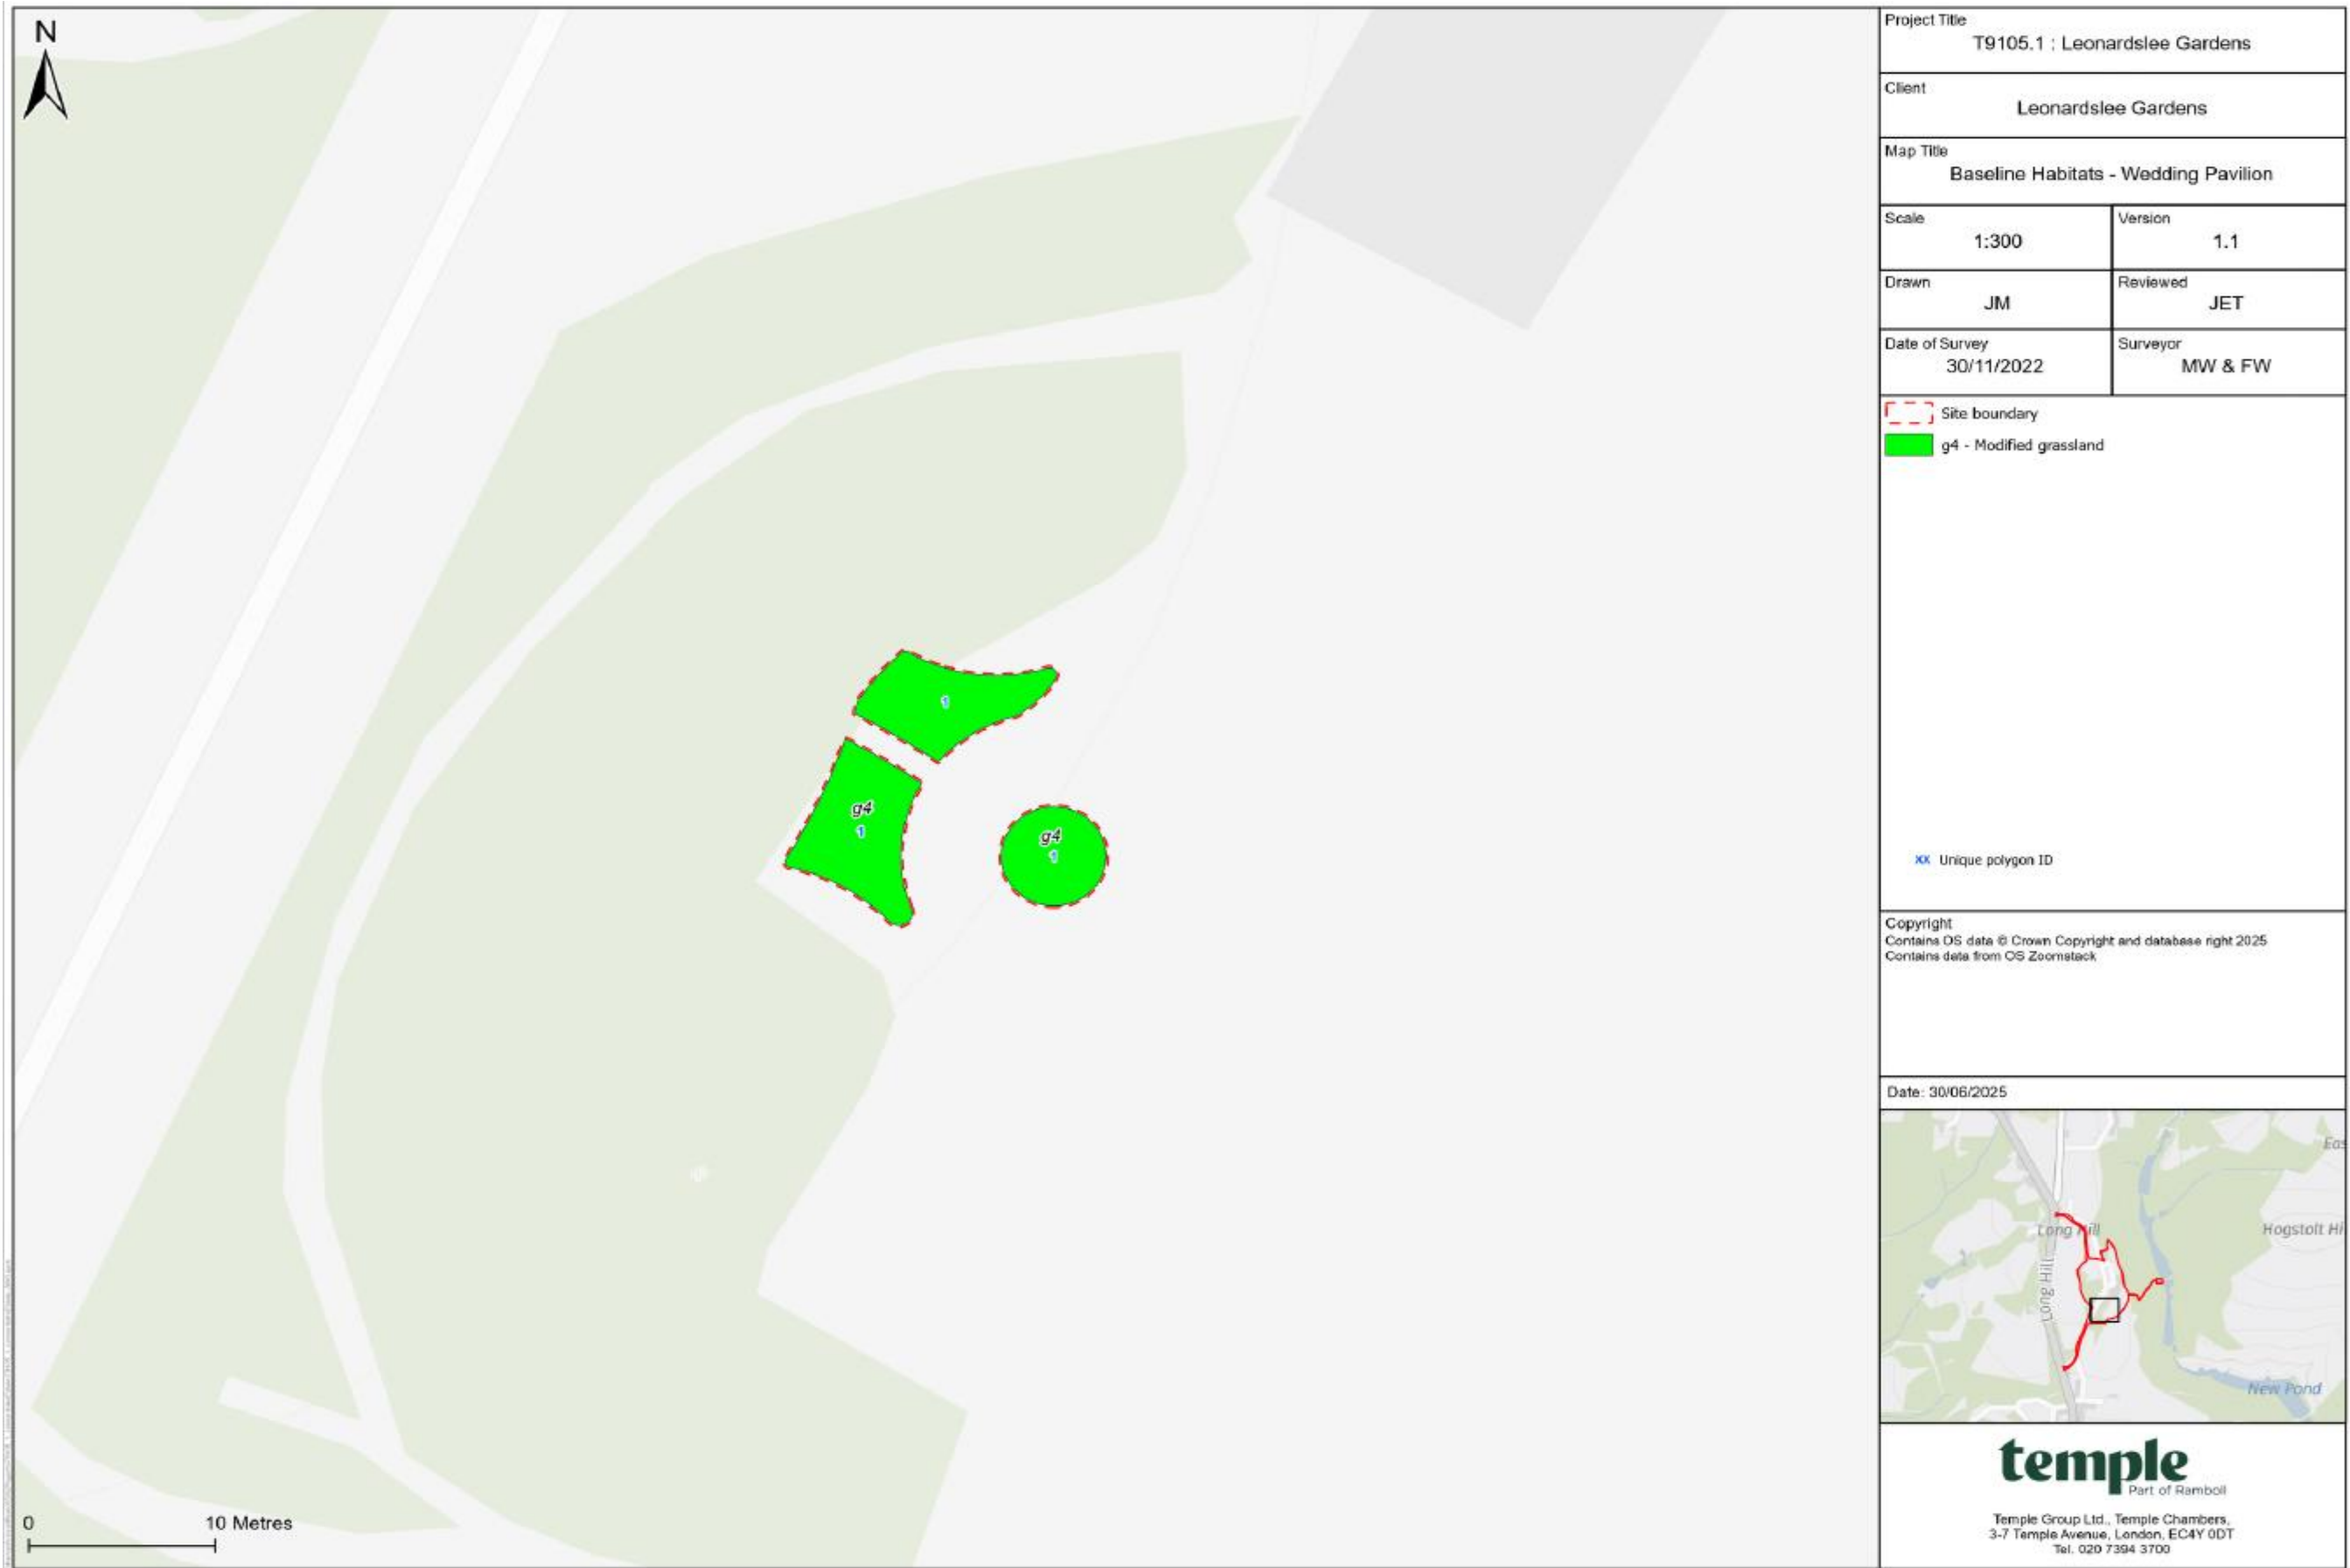 N
1
g4
1
g4
1
0 10 Metres
Project Title
T9105.1 : Leonardslee Gardens
Client
Leonardslee Gardens
Map Title
Baseline Habitats - Wedding Pavilion
Scale
1:300
Version
1.1
Drawn
JM
Reviewed
JET
Date of Survey
30/11/2022
Surveyor
MW & FW
Site boundary
g4 - Modified grassland
XX Unique polygon ID
Copyright
Contains OS data © Crown Copyright and database right 2025
Contains data from OS Zoomstack
Date: 30/06/2025
Long Hill
Long Hill
Hogstolt Hi
New Pond
temple
Part of Ramboll
Temple Group Ltd., Temple Chambers,
3-7 Temple Avenue, London, EC4Y 0DT
Tel. 020 7394 3700